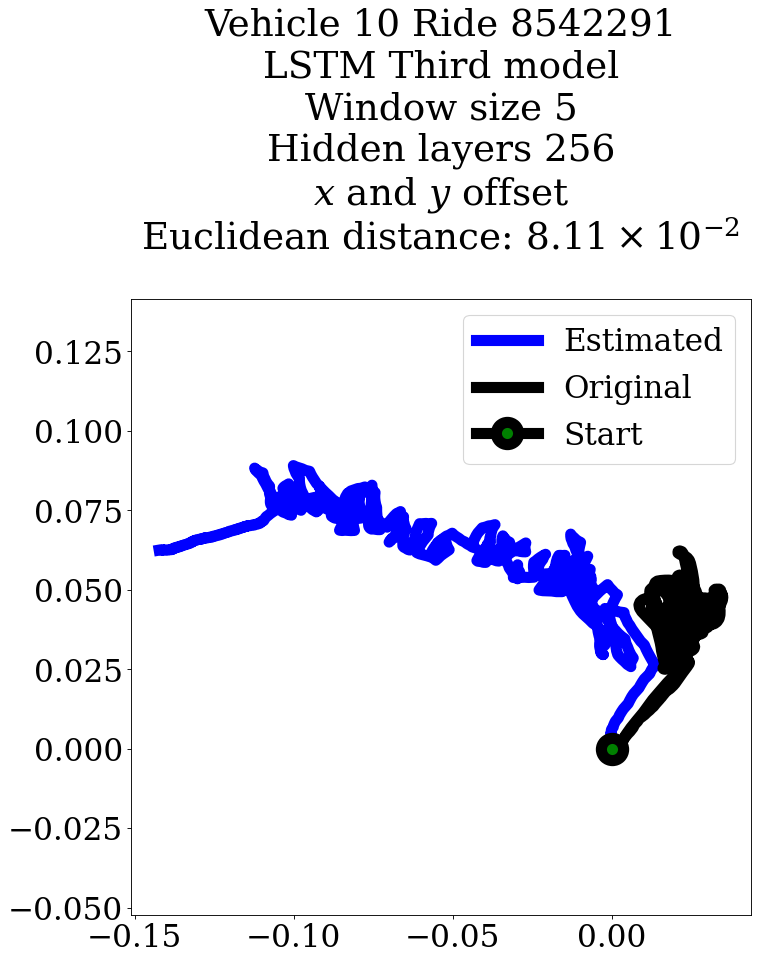 Vehicle 10 Ride 8542291
LSTM Third model
Window size 5
Hidden layers 256
x and y offset
Euclidean distance: 8.11 × 10⁻²
Estimated
Original
Start
0.125
0.100
0.075
0.050
0.025
0.000
−0.025
−0.050
−0.15
−0.10
−0.05
0.00